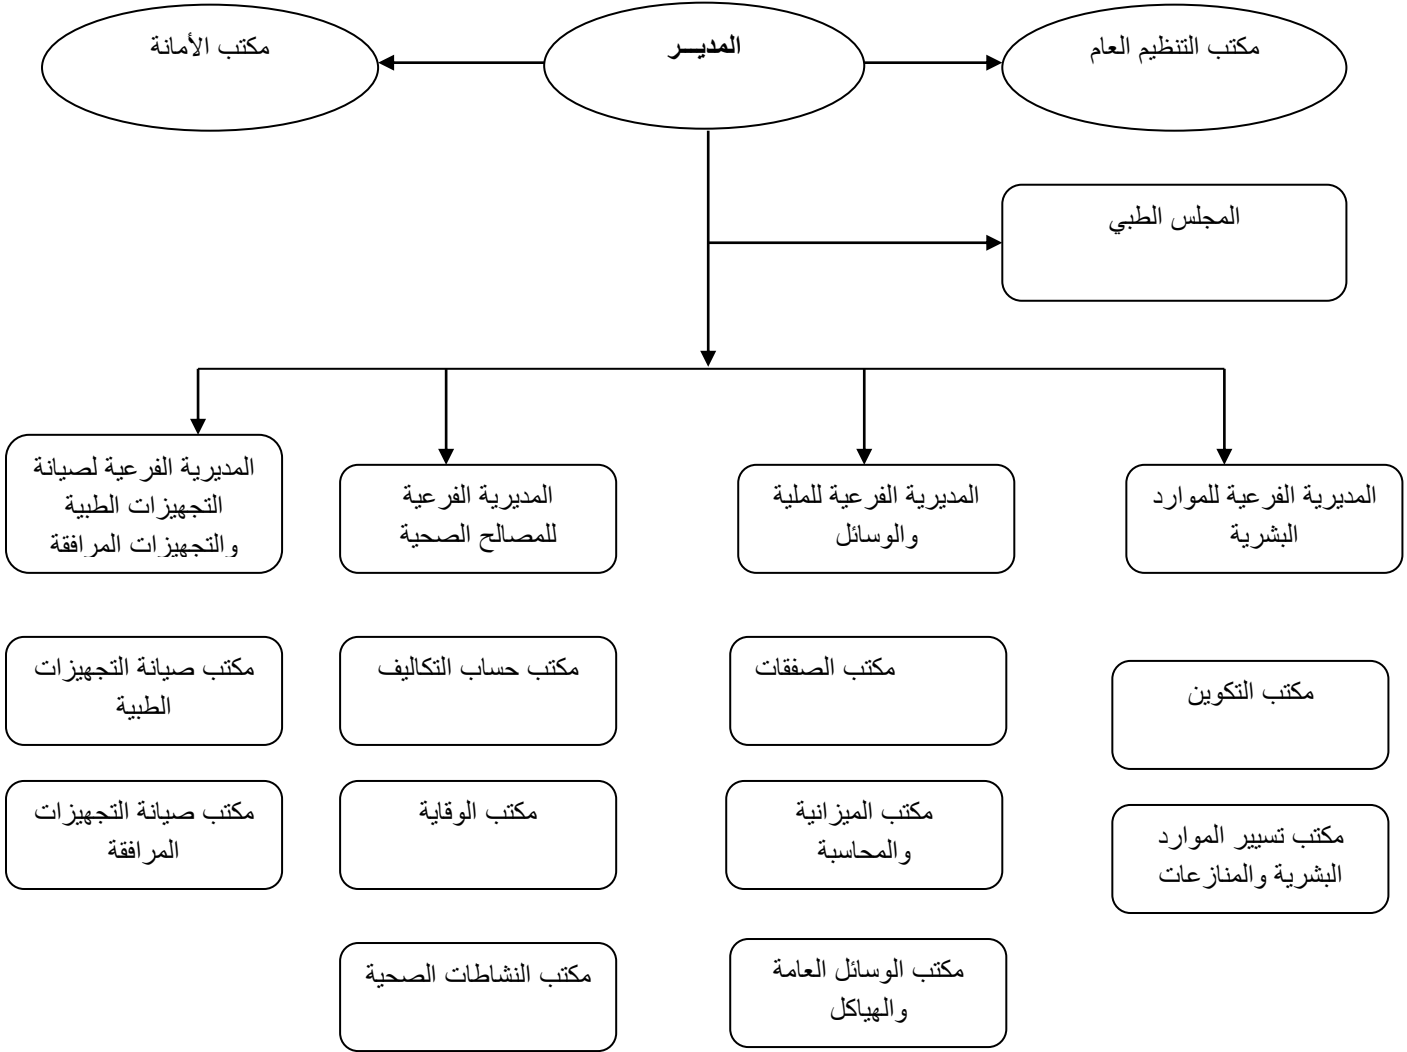 مكتب التنظيم العام
المديــر
مكتب الأمانة
المجلس الطبي
المديرية الفرعية للموارد
البشرية
المديرية الفرعية للملية
والوسائل
المديرية الفرعية
للمصالح الصحية
المديرية الفرعية لصيانة
التجهيزات الطبية
والتجهيزات المرافقة
مكتب التكوين
مكتب الصفقات
مكتب حساب التكاليف
مكتب صيانة التجهيزات
الطبية
مكتب تسيير الموارد
البشرية والمنازعات
مكتب الميزانية
والمحاسبة
مكتب الوقاية
مكتب صيانة التجهيزات
المرافقة
مكتب الوسائل العامة
والهياكل
مكتب النشاطات الصحية